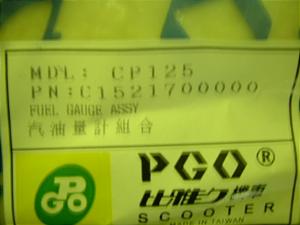 MDL: CP125
PN:C1521700000
FUEL GAUGE ASSY
汽油量計組合
PGO
PGO®
比雅久機車
SCOOTER
MADE IN TAIWAN